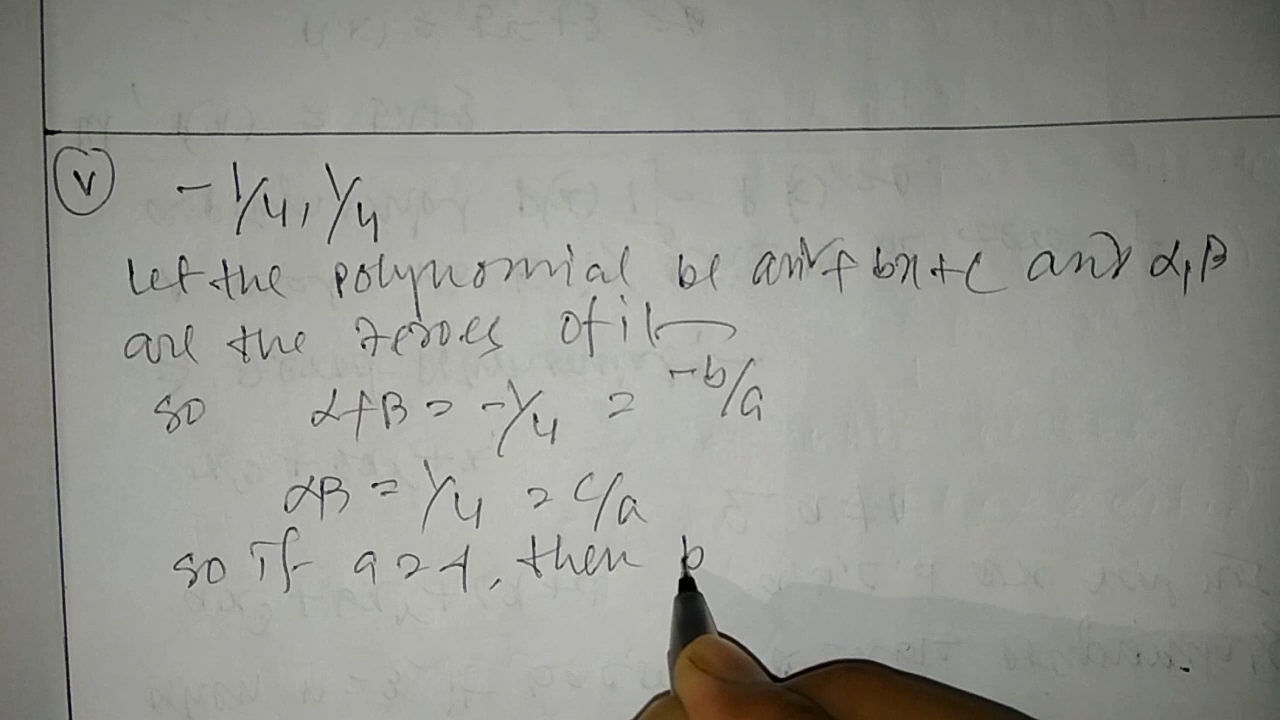 (v) -1/4, 1/4
Let the polynomial be ax²+bx+c and α, β
are the zeroes of it
so α+β = -1/4 = -b/a
αβ = 1/4 = c/a
so if a=4, then b